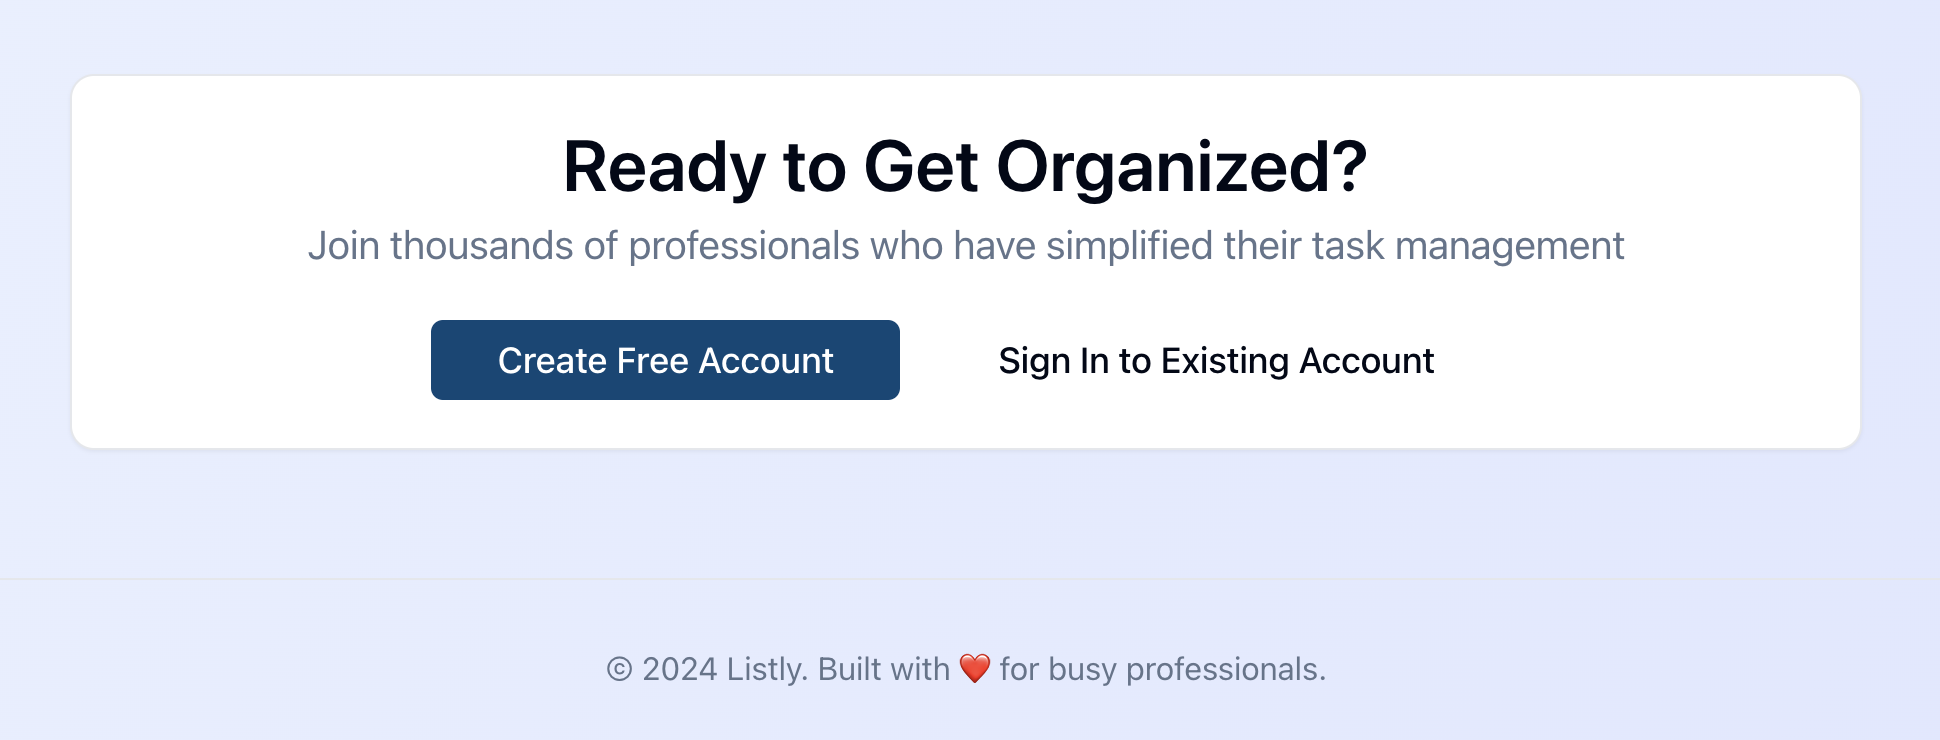 Ready to Get Organized?
Join thousands of professionals who have simplified their task management
Create Free Account
Sign In to Existing Account
© 2024 Listly. Built with ❤️ for busy professionals.